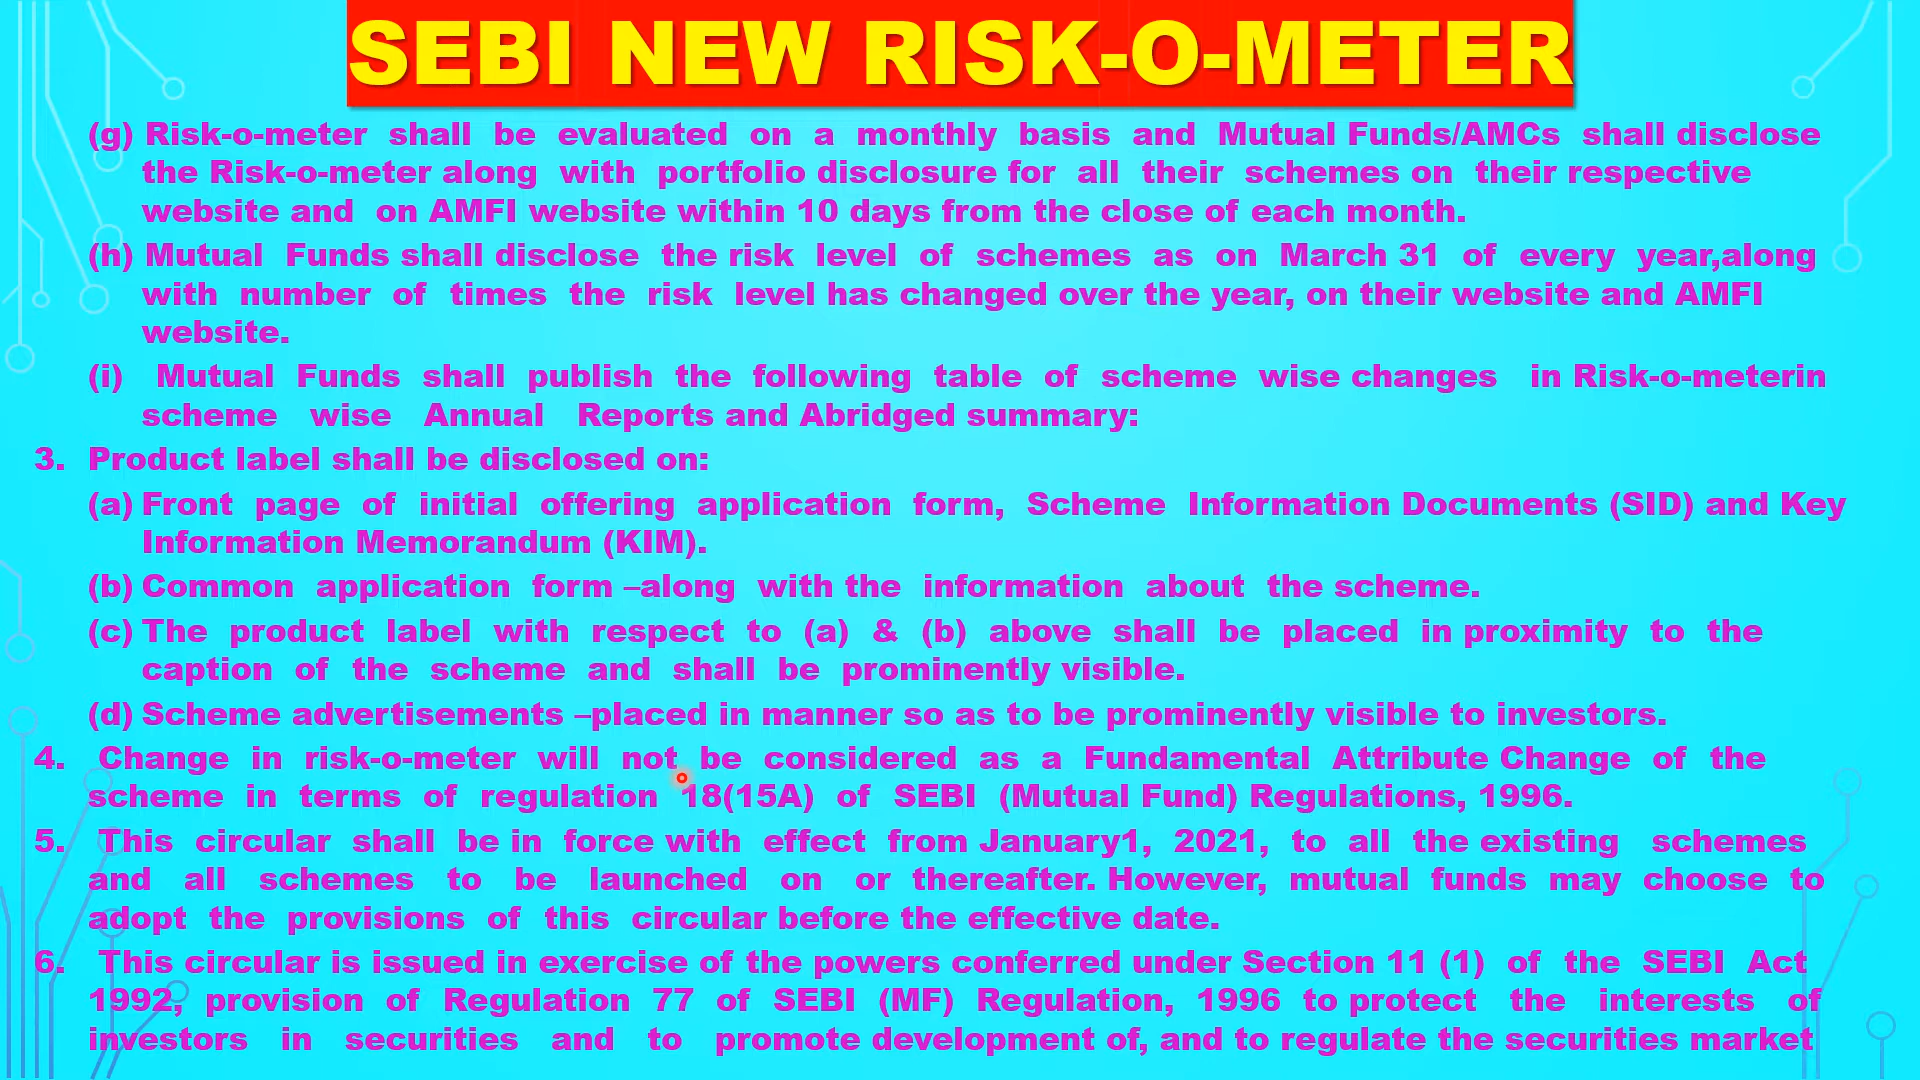 SEBI NEW RISK-O-METER
(g) Risk-o-meter shall be evaluated on a monthly basis and Mutual Funds/AMCs shall disclose
the Risk-o-meter along with portfolio disclosure for all their schemes on their respective
website and on AMFI website within 10 days from the close of each month.
(h) Mutual Funds shall disclose the risk level of schemes as on March 31 of every year,along
with number of times the risk level has changed over the year, on their website and AMFI
website.
(i) Mutual Funds shall publish the following table of scheme wise changes in Risk-o-meterin
scheme wise Annual Reports and Abridged summary:
3. Product label shall be disclosed on:
(a) Front page of initial offering application form, Scheme Information Documents (SID) and Key
Information Memorandum (KIM).
(b) Common application form –along with the information about the scheme.
(c) The product label with respect to (a) & (b) above shall be placed in proximity to the
caption of the scheme and shall be prominently visible.
(d) Scheme advertisements –placed in manner so as to be prominently visible to investors.
4. Change in risk-o-meter will not be considered as a Fundamental Attribute Change of the
scheme in terms of regulation 18(15A) of SEBI (Mutual Fund) Regulations, 1996.
5. This circular shall be in force with effect from January1, 2021, to all the existing schemes
and all schemes to be launched on or thereafter. However, mutual funds may choose to
adopt the provisions of this circular before the effective date.
6. This circular is issued in exercise of the powers conferred under Section 11 (1) of the SEBI Act
1992, provision of Regulation 77 of SEBI (MF) Regulation, 1996 to protect the interests of
investors in securities and to promote development of, and to regulate the securities market